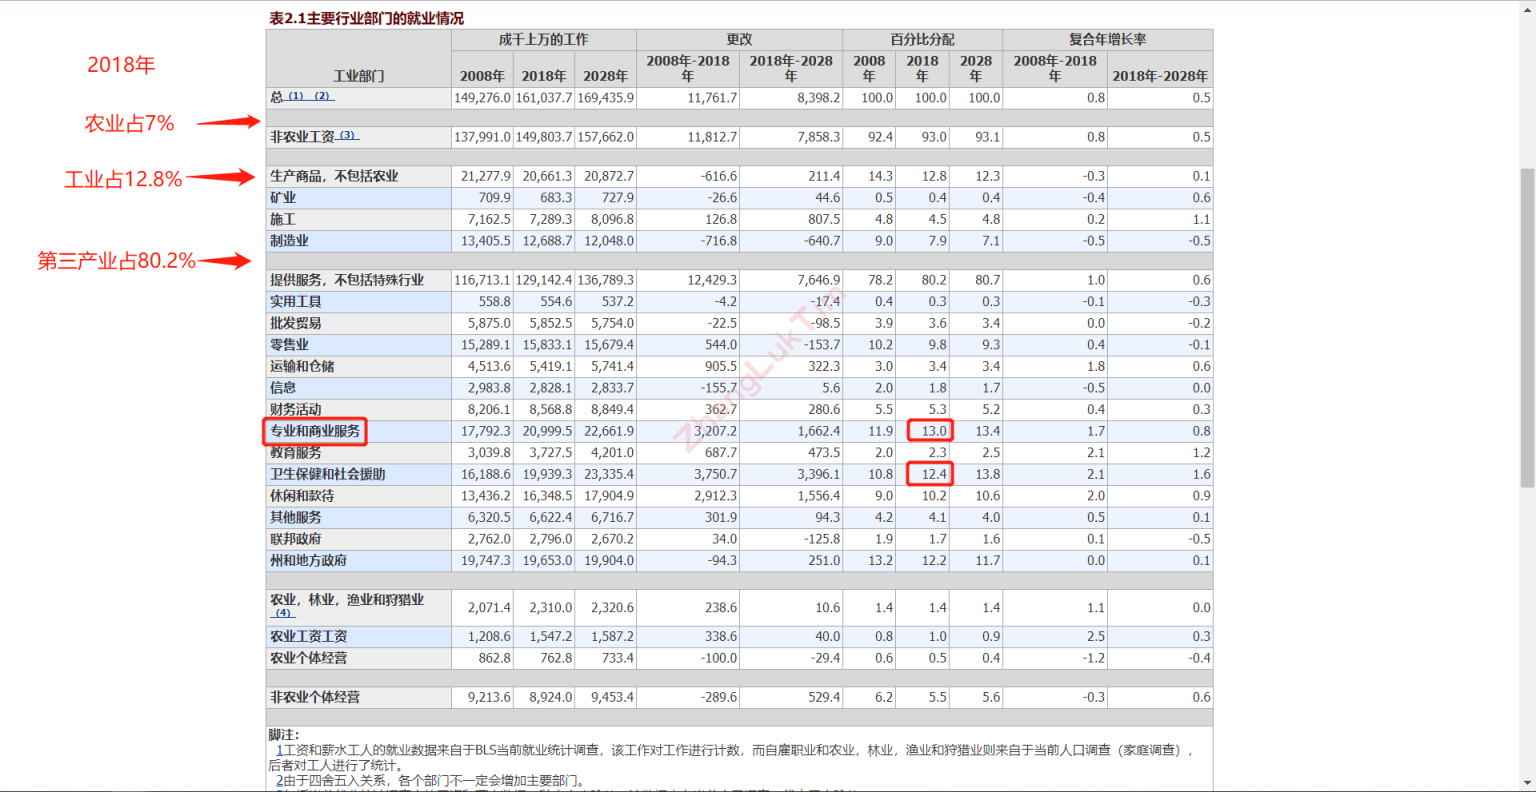 表2.1主要行业部门的就业情况
2018年
农业占7%
工业占12.8%
第三产业占80.2%
成千上万的工作 更改 百分比分配 复合年增长率
工业部门 2008年 2018年 2028年 2008年-2018年 2018年-2028年 2008年 2018年 2028年 2008年-2018年 2018年-2028年
总 (1) (2) 149,276.0 161,037.7 169,435.9 11,761.7 8,398.2 100.0 100.0 100.0 0.8 0.5
非农业工资 (3) 137,991.0 149,803.7 157,662.0 11,812.7 7,858.3 92.4 93.0 93.1 0.8 0.5
生产商品，不包括农业 21,277.9 20,661.3 20,872.7 -616.6 211.4 14.3 12.8 12.3 -0.3 0.1
矿业 709.9 683.3 727.9 -26.6 44.6 0.5 0.4 0.4 -0.4 0.6
施工 7,162.5 7,289.3 8,096.8 126.8 807.5 4.8 4.5 4.8 0.2 1.1
制造业 13,405.5 12,688.7 12,048.0 -716.8 -640.7 9.0 7.9 7.1 -0.5 -0.5
提供服务，不包括特殊行业 116,713.1 129,142.4 136,789.3 12,429.3 7,646.9 78.2 80.2 80.7 1.0 0.6
实用工具 558.8 554.6 537.2 -4.2 -17.4 0.4 0.3 0.3 -0.1 -0.3
批发贸易 5,875.0 5,852.5 5,754.0 -22.5 -98.5 3.9 3.6 3.4 0.0 -0.2
零售业 15,289.1 15,833.1 15,679.4 544.0 -153.7 10.2 9.8 9.3 0.4 -0.1
运输和仓储 4,513.6 5,419.1 5,741.4 905.5 322.3 3.0 3.4 3.4 1.8 0.6
信息 2,983.8 2,828.1 2,833.7 -155.7 5.6 2.0 1.8 1.7 -0.5 0.0
财务活动 8,206.1 8,568.8 8,849.4 362.7 280.6 5.5 5.3 5.2 0.4 0.3
专业和商业服务 17,792.3 20,999.5 22,661.9 3,207.2 1,662.4 11.9 13.0 13.4 1.7 0.8
教育服务 3,039.8 3,727.5 4,201.0 687.7 473.5 2.0 2.3 2.5 2.1 1.2
卫生保健和社会援助 16,188.6 19,939.3 23,335.4 3,750.7 3,396.1 10.8 12.4 13.8 2.1 1.6
休闲和款待 13,436.2 16,348.5 17,904.9 2,912.3 1,556.4 9.0 10.2 10.6 2.0 0.9
其他服务 6,320.5 6,622.4 6,716.7 301.9 94.3 4.2 4.1 4.0 0.5 0.1
联邦政府 2,762.0 2,796.0 2,670.2 34.0 -125.8 1.9 1.7 1.6 0.1 -0.5
州和地方政府 19,747.3 19,653.0 19,904.0 -94.3 251.0 13.2 12.2 11.7 0.0 0.1
农业，林业，渔业和狩猎业 (4) 2,071.4 2,310.0 2,320.6 238.6 10.6 1.4 1.4 1.4 1.1 0.0
农业工资工资 1,208.6 1,547.2 1,587.2 338.6 40.0 0.8 1.0 0.9 2.5 0.3
农业个体经营 862.8 762.8 733.4 -100.0 -29.4 0.6 0.5 0.4 -1.2 -0.4
非农业个体经营 9,213.6 8,924.0 9,453.4 -289.6 529.4 6.2 5.5 5.6 -0.3 0.6
ZhangLukTim
脚注：
1工资和薪水工人的就业数据来自于BLS当前就业统计调查，该工作对工作进行计数，而自雇职业和农业，林业，渔业和狩猎业则来自于当前人口调查（家庭调查），
后者对工人进行了统计。
2由于四舍五入关系，各个部门不一定会增加主要部门。